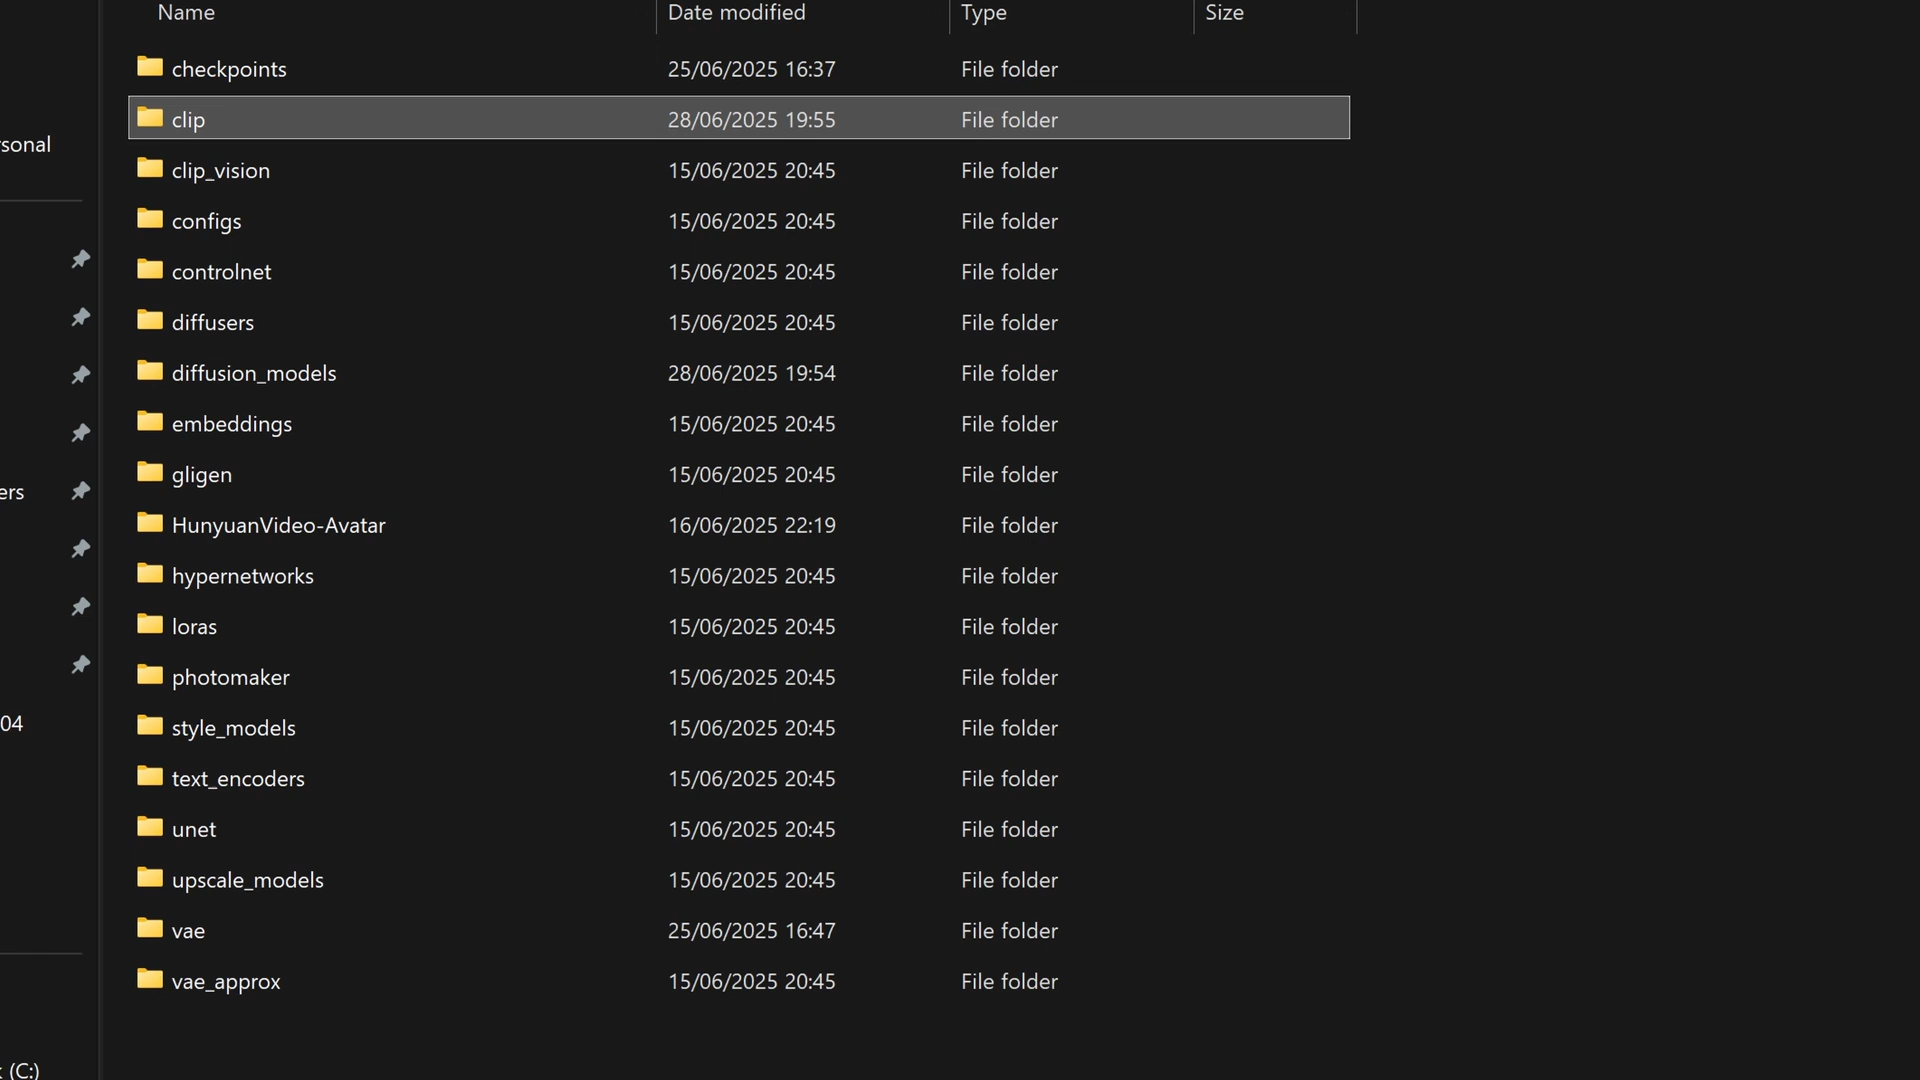 Name Date modified Type Size
checkpoints 25/06/2025 16:37 File folder
clip 28/06/2025 19:55 File folder
sonal
clip_vision 15/06/2025 20:45 File folder
configs 15/06/2025 20:45 File folder
controlnet 15/06/2025 20:45 File folder
diffusers 15/06/2025 20:45 File folder
diffusion_models 28/06/2025 19:54 File folder
embeddings 15/06/2025 20:45 File folder
gligen 15/06/2025 20:45 File folder
ers
HunyuanVideo-Avatar 16/06/2025 22:19 File folder
hypernetworks 15/06/2025 20:45 File folder
loras 15/06/2025 20:45 File folder
photomaker 15/06/2025 20:45 File folder
04
style_models 15/06/2025 20:45 File folder
text_encoders 15/06/2025 20:45 File folder
unet 15/06/2025 20:45 File folder
upscale_models 15/06/2025 20:45 File folder
vae 25/06/2025 16:47 File folder
vae_approx 15/06/2025 20:45 File folder
(C:)